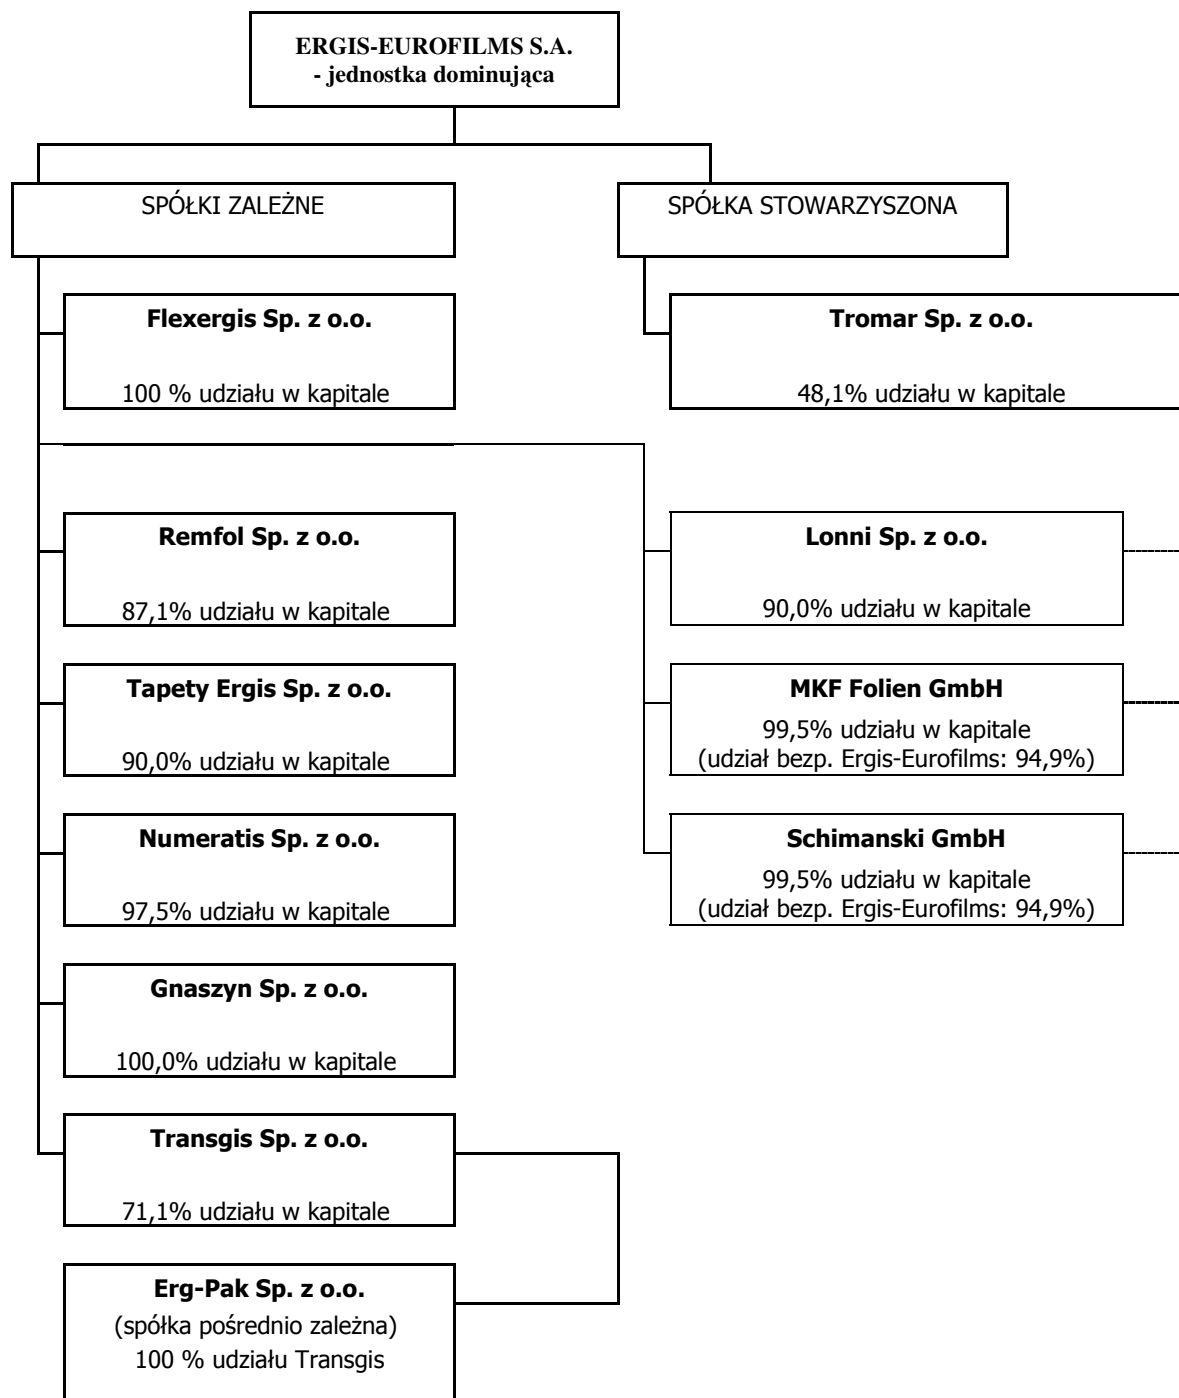 ERGIS-EUROFILMS S.A.
- jednostka dominująca
SPÓŁKI ZALEŻNE
SPÓŁKA STOWARZYSZONA
Flexergis Sp. z o.o.
100 % udziału w kapitale
Tromar Sp. z o.o.
48,1% udziału w kapitale
Remfol Sp. z o.o.
87,1% udziału w kapitale
Lonni Sp. z o.o.
90,0% udziału w kapitale
Tapety Ergis Sp. z o.o.
90,0% udziału w kapitale
MKF Folien GmbH
99,5% udziału w kapitale
(udział bezp. Ergis-Eurofilms: 94,9%)
Numeratis Sp. z o.o.
97,5% udziału w kapitale
Schimanski GmbH
99,5% udziału w kapitale
(udział bezp. Ergis-Eurofilms: 94,9%)
Gnaszyn Sp. z o.o.
100,0% udziału w kapitale
Transgis Sp. z o.o.
71,1% udziału w kapitale
Erg-Pak Sp. z o.o.
(spółka pośrednio zależna)
100 % udziału Transgis